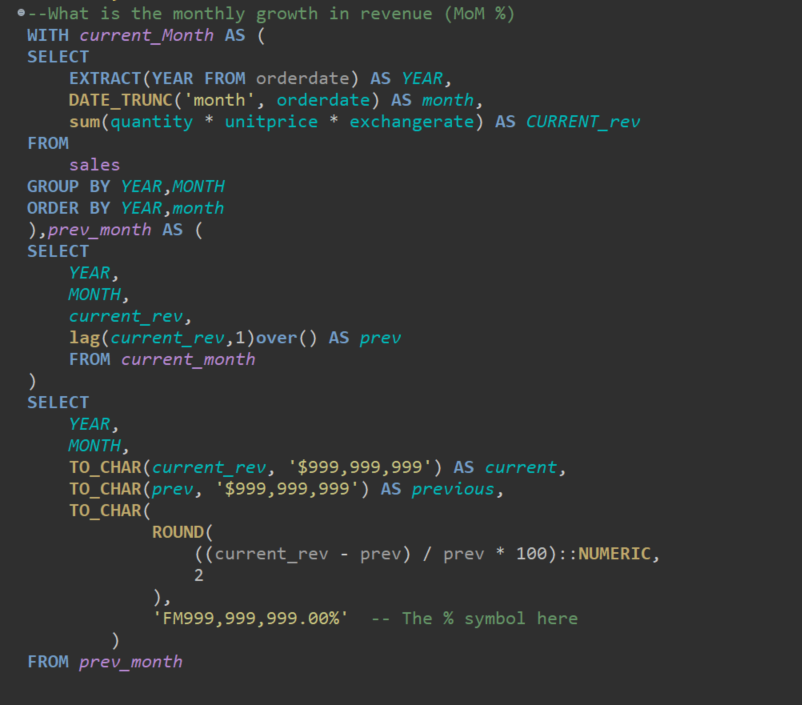 --What is the monthly growth in revenue (MoM %)
WITH current_Month AS (
SELECT
    EXTRACT(YEAR FROM orderdate) AS YEAR,
    DATE_TRUNC('month', orderdate) AS month,
    sum(quantity * unitprice * exchangerate) AS CURRENT_rev
FROM
    sales
GROUP BY YEAR,MONTH
ORDER BY YEAR,month
),prev_month AS (
SELECT
    YEAR,
    MONTH,
    current_rev,
    lag(current_rev,1)over() AS prev
    FROM current_month
)
SELECT
    YEAR,
    MONTH,
    TO_CHAR(current_rev, '$999,999,999') AS current,
    TO_CHAR(prev, '$999,999,999') AS previous,
    TO_CHAR(
            ROUND(
                ((current_rev - prev) / prev * 100)::NUMERIC,
                2
            ),
            'FM999,999,999.00%'  -- The % symbol here
        )
FROM prev_month